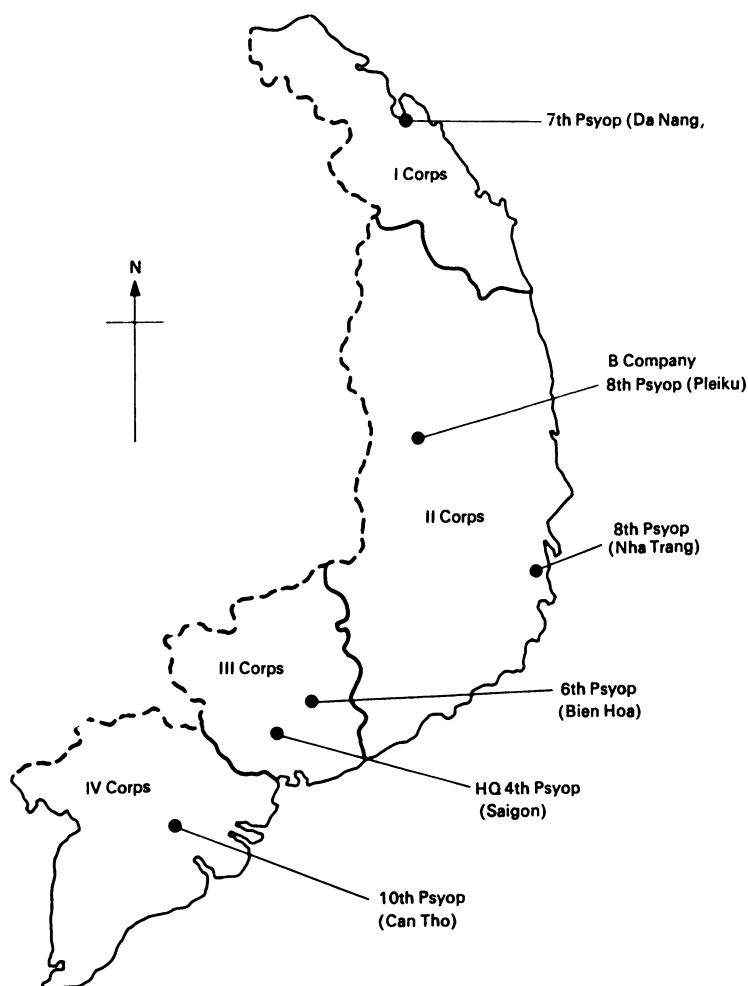 7th Psyop (Da Nang,
I Corps
N
B Company
8th Psyop (Pleiku)
II Corps
8th Psyop
(Nha Trang)
III Corps
6th Psyop
(Bien Hoa)
IV Corps
HQ 4th Psyop
(Saigon)
10th Psyop
(Can Tho)